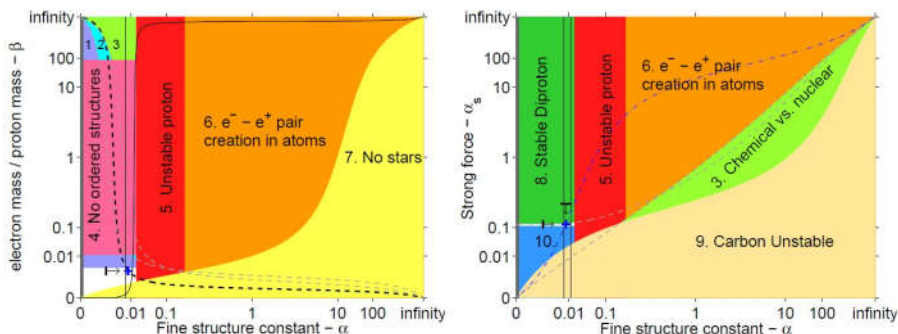 infinity
100
10
1
0.1
0.01
0
electron mass / proton mass − β
1
2
3
4. No ordered structures
5. Unstable proton
6. e⁻ − e⁺ pair
creation in atoms
7. No stars
0
0.01
0.1
1
10
100
infinity
Fine structure constant − α
infinity
100
10
1
0.1
0.01
0
Strong force − αₛ
8. Stable Diproton
5. Unstable proton
6. e⁻ − e⁺ pair
creation in atoms
3. Chemical vs. nuclear
10.
9. Carbon Unstable
0
0.01
0.1
1
10
100
infinity
Fine structure constant − α